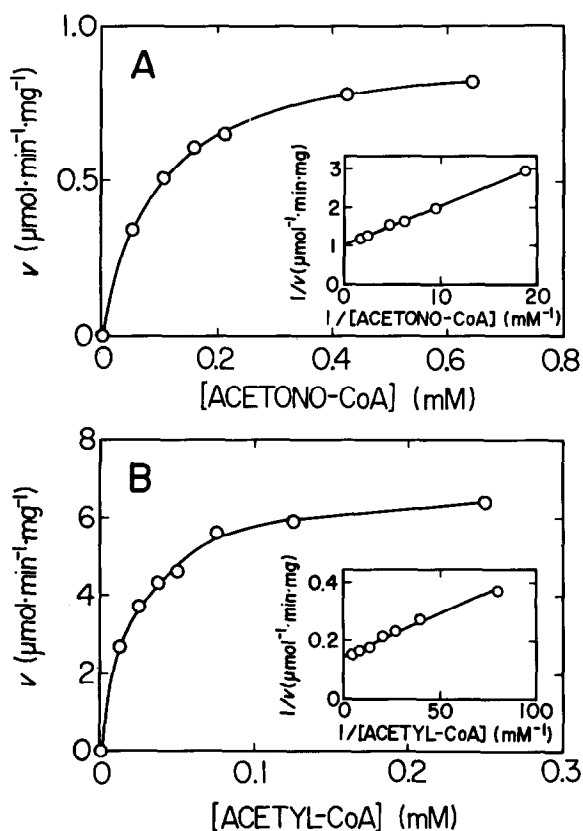 A
1.0
0.5
0
v (μmol·min⁻¹·mg⁻¹)
0 0.2 0.4 0.6 0.8
[ACETONO-CoA] (mM)
3
2
1
0
1/v (μmol⁻¹·min·mg)
0 10 20
1/[ACETONO-CoA] (mM⁻¹)
B
8
6
4
2
0
v (μmol·min⁻¹·mg⁻¹)
0 0.1 0.2 0.3
[ACETYL-CoA] (mM)
0.4
0.2
0
1/v (μmol⁻¹·min·mg)
0 50 100
1/[ACETYL-CoA] (mM⁻¹)